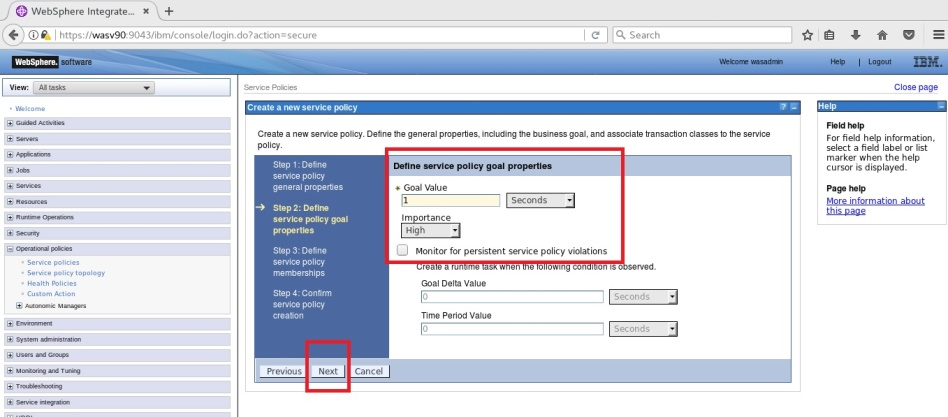 WebSphere Integrate...
https://wasv90:9043/ibm/console/login.do?action=secure
Search
WebSphere. software
Welcome wasadmin
Help | Logout
IBM.
View: All tasks
Service Policies
Close page
Welcome
Guided Activities
Servers
Applications
Jobs
Services
Resources
Runtime Operations
Security
Operational policies
Service policies
Service policy topology
Health Policies
Custom Action
Autonomic Managers
Environment
System administration
Users and Groups
Monitoring and Tuning
Troubleshooting
Service integration
Create a new service policy
Create a new service policy. Define the general properties, including the business goal, and associate transaction classes to the service
policy.
Step 1: Define
service policy
general properties
Step 2: Define
service policy goal
properties
Step 3: Define
service policy
memberships
Step 4: Confirm
service policy
creation
Define service policy goal properties
Goal Value
1 Seconds
Importance
High
Monitor for persistent service policy violations
Create a runtime task when the following condition is observed.
Goal Delta Value
0 Seconds
Time Period Value
0 Seconds
Previous Next Cancel
Help
Field help
For field help information,
select a field label or list
marker when the help
cursor is displayed.
Page help
More information about
this page